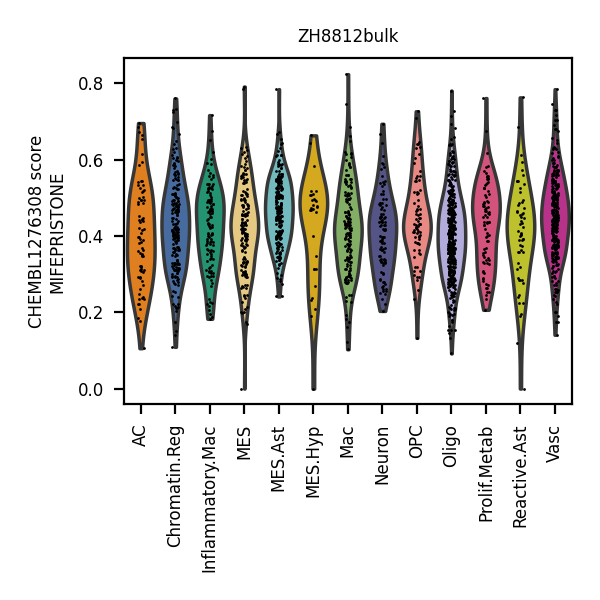 ZH8812bulk
CHEMBL1276308 score
MIFEPRISTONE
0.8
0.6
0.4
0.2
0.0
AC
Chromatin.Reg
Inflammatory.Mac
MES
MES.Ast
MES.Hyp
Mac
Neuron
OPC
Oligo
Prolif.Metab
Reactive.Ast
Vasc